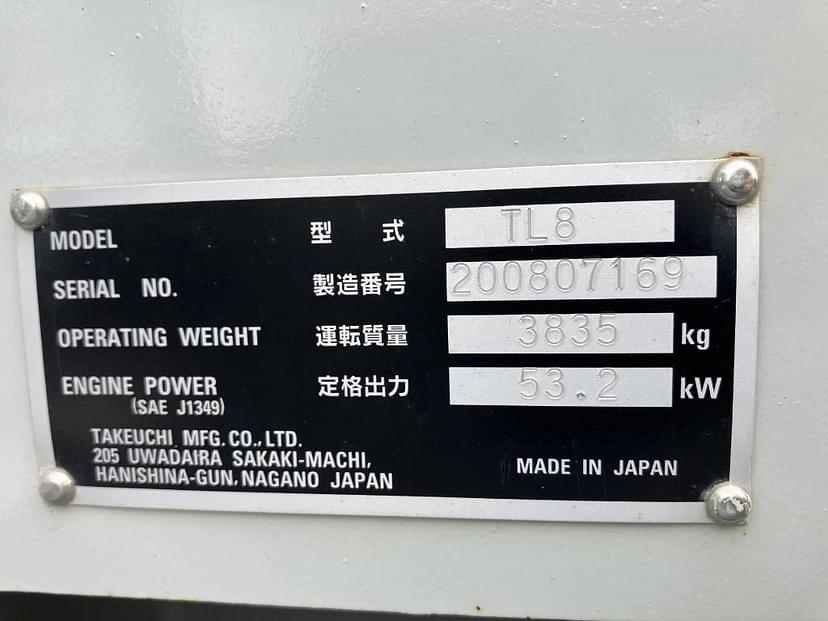 MODEL 型 式 TL8
SERIAL NO. 製造番号 200807169
OPERATING WEIGHT 運転質量 3835 kg
ENGINE POWER 定格出力 53.2 kW
(SAE J1349)
TAKEUCHI MFG. CO., LTD.
205 UWADAIRA SAKAKI-MACHI,
HANISHINA-GUN, NAGANO JAPAN
MADE IN JAPAN